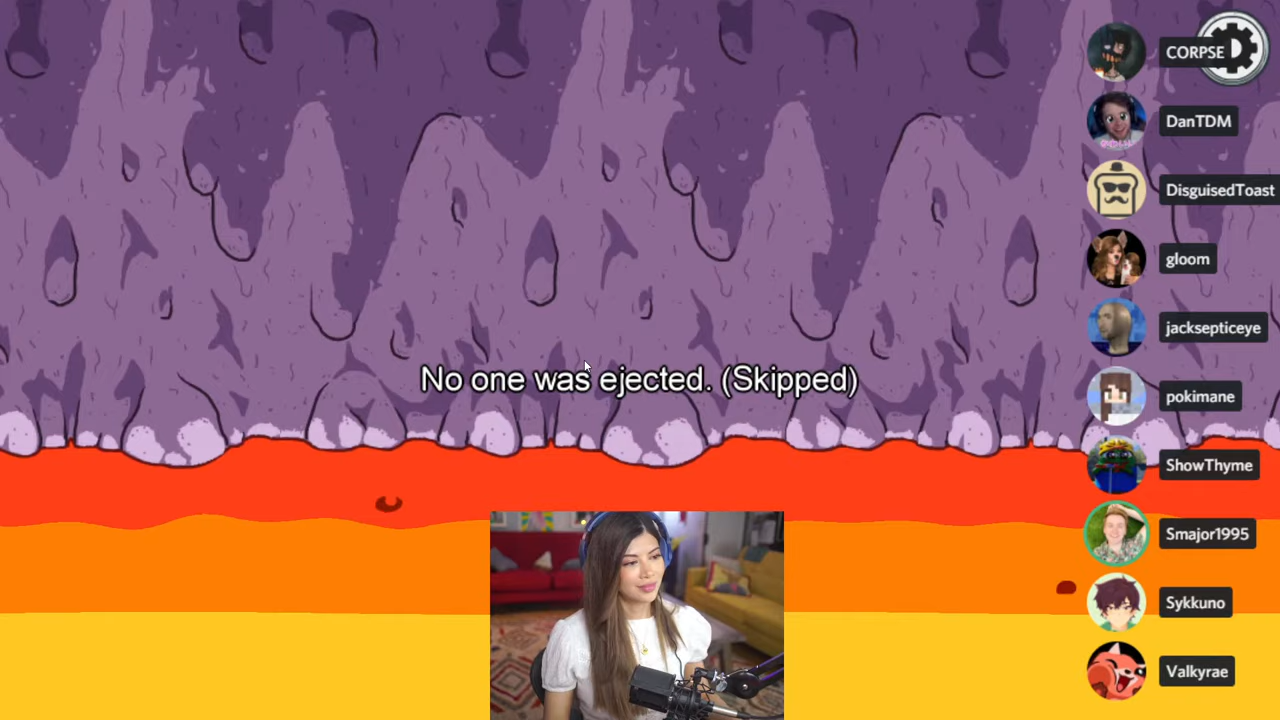 CORPSE
DanTDM
DisguisedToast
gloom
jacksepticeye
No one was ejected. (Skipped)
pokimane
ShowThyme
Smajor1995
Sykkuno
Valkyrae